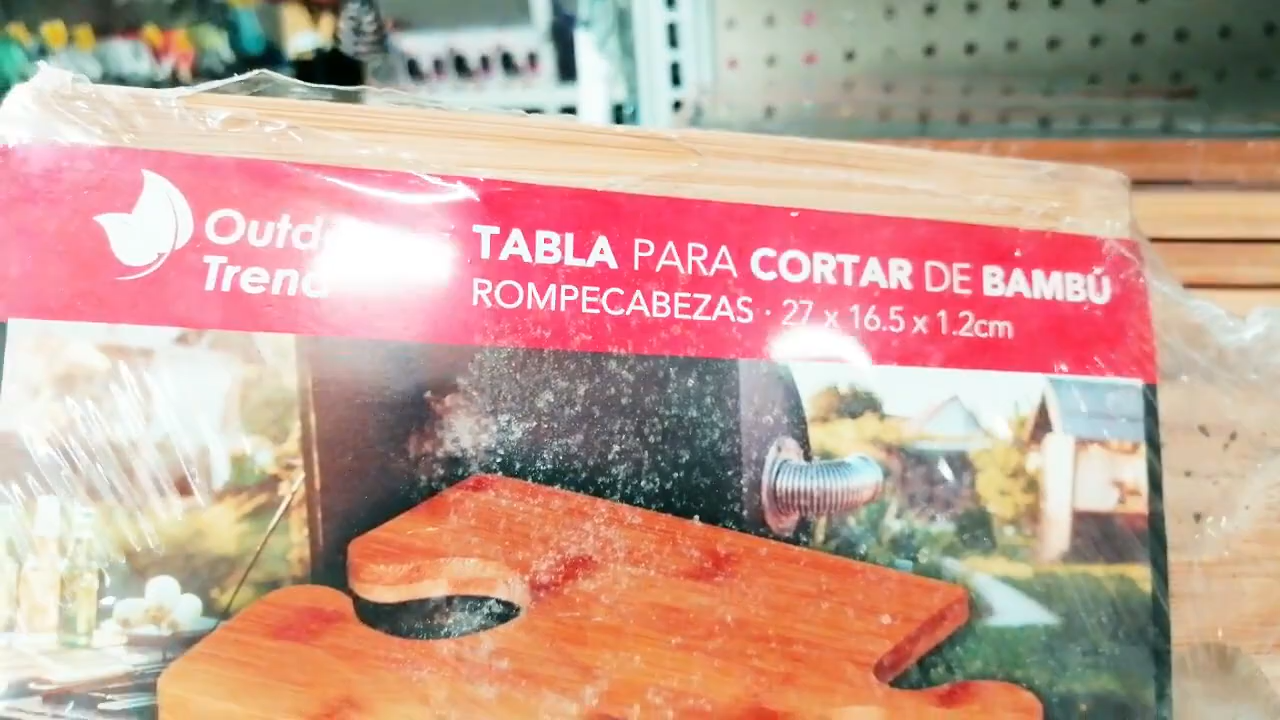 TABLA PARA CORTAR DE BAMBÚ
ROMPECABEZAS · 27 x 16.5 x 1.2cm